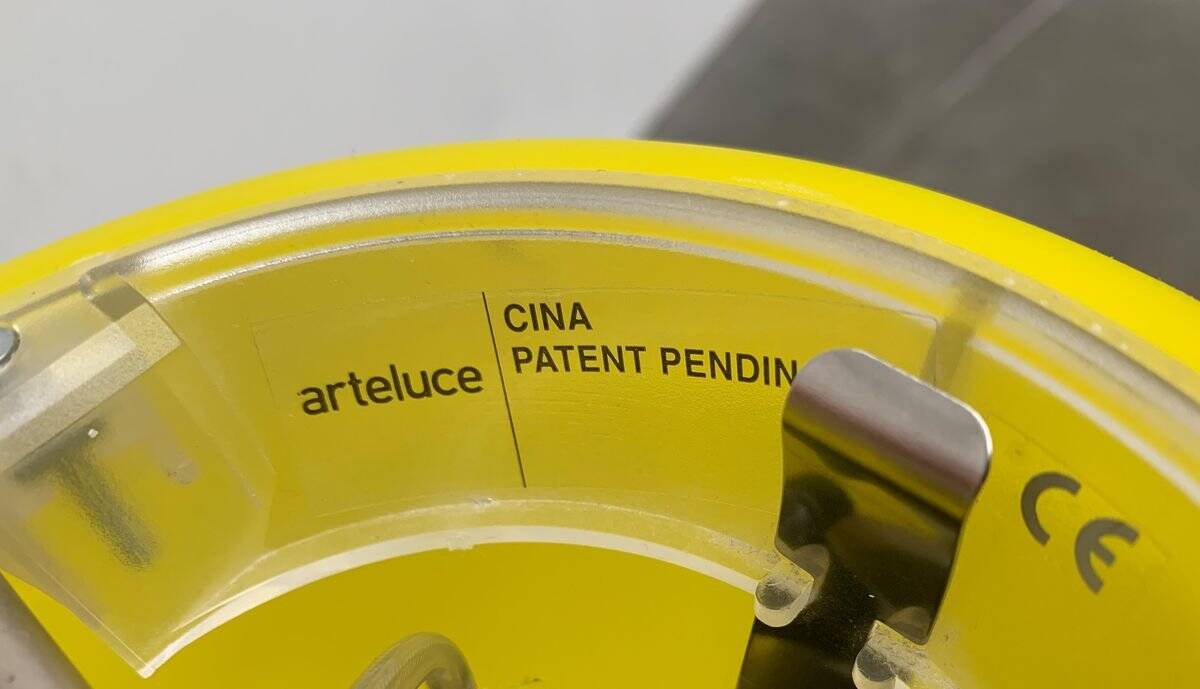 arteluce
CINA
PATENT PENDIN
CE